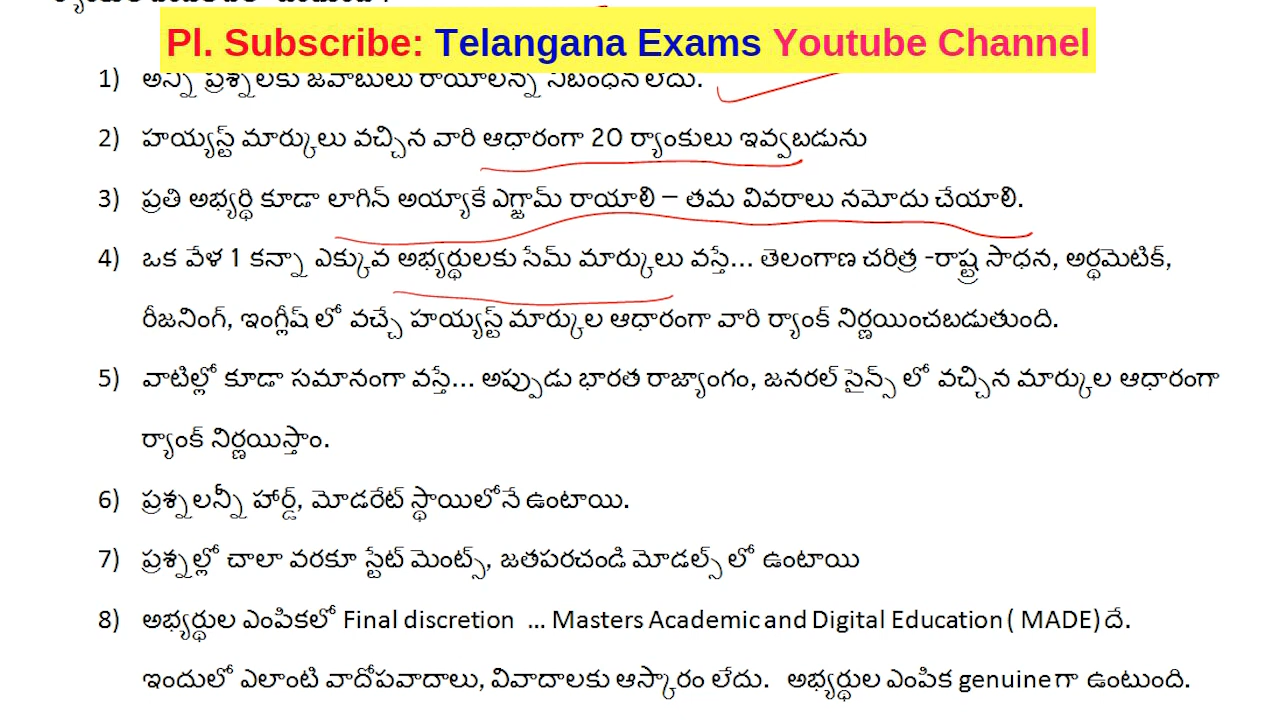 Pl. Subscribe: Telangana Exams Youtube Channel
1) అన్ని ప్రశ్నలకు జవాబులు రాయాలన్న నిబంధన లేదు.
2) హయ్యస్ట్ మార్కులు వచ్చిన వారి ఆధారంగా 20 ర్యాంకులు ఇవ్వబడును
3) ప్రతి అభ్యర్థి కూడా లాగిన్ అయ్యాకే ఎగ్జామ్ రాయాలి – తమ వివరాలు నమోదు చేయాలి.
4) ఒక వేళ 1 కన్నా ఎక్కువ అభ్యర్థులకు సేమ్ మార్కులు వస్తే... తెలంగాణ చరిత్ర -రాష్ట్ర సాధన, అర్థమెటిక్,
రీజనింగ్, ఇంగ్లీష్ లో వచ్చే హయ్యస్ట్ మార్కుల ఆధారంగా వారి ర్యాంక్ నిర్ణయించబడుతుంది.
5) వాటిల్లో కూడా సమానంగా వస్తే... అప్పుడు భారత రాజ్యాంగం, జనరల్ సైన్స్ లో వచ్చిన మార్కుల ఆధారంగా
ర్యాంక్ నిర్ణయిస్తాం.
6) ప్రశ్నలన్నీ హార్డ్, మోడరేట్ స్థాయిలోనే ఉంటాయి.
7) ప్రశ్నల్లో చాలా వరకూ స్టేట్ మెంట్స్, జతపరచండి మోడల్స్ లో ఉంటాయి
8) అభ్యర్థుల ఎంపికలో Final discretion ... Masters Academic and Digital Education ( MADE) దే.
ఇందులో ఎలాంటి వాదోపవాదాలు, వివాదాలకు ఆస్కారం లేదు. అభ్యర్థుల ఎంపిక genuine గా ఉంటుంది.